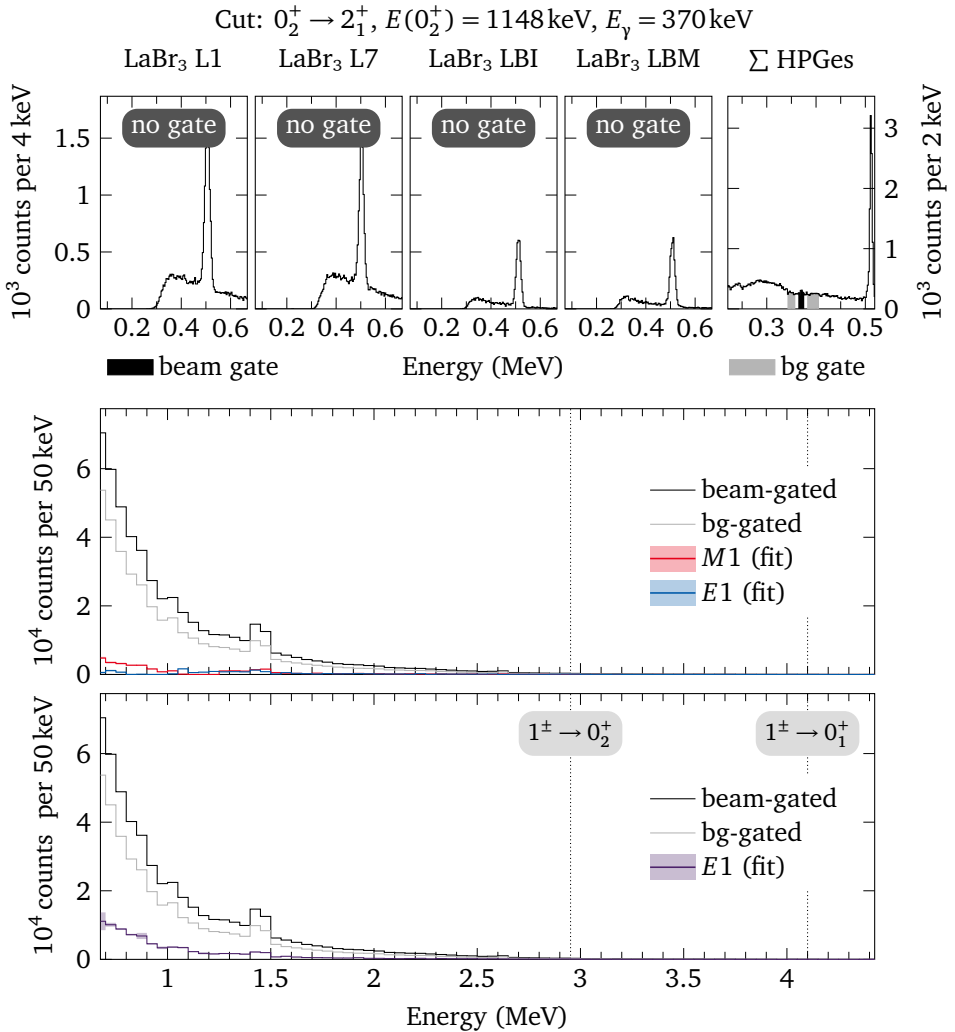 Cut: 0₂⁺ → 2₁⁺, E(0₂⁺) = 1148 keV, Eᵧ = 370 keV
LaBr₃ L1 LaBr₃ L7 LaBr₃ LBI LaBr₃ LBM ∑ HPGes
no gate no gate no gate no gate
10³ counts per 4 keV
1.5
1
0.5
0
3
2
1
0
10³ counts per 2 keV
0.2 0.4 0.6 0.2 0.4 0.6 0.2 0.4 0.6 0.2 0.4 0.6 0.3 0.4 0.5
beam gate Energy (MeV) bg gate
10⁴ counts per 50 keV
6
4
2
0
beam-gated
bg-gated
M1 (fit)
E1 (fit)
10⁴ counts per 50 keV
6
4
2
0
1± → 0₂⁺ 1± → 0₁⁺
beam-gated
bg-gated
E1 (fit)
1 1.5 2 2.5 3 3.5 4
Energy (MeV)